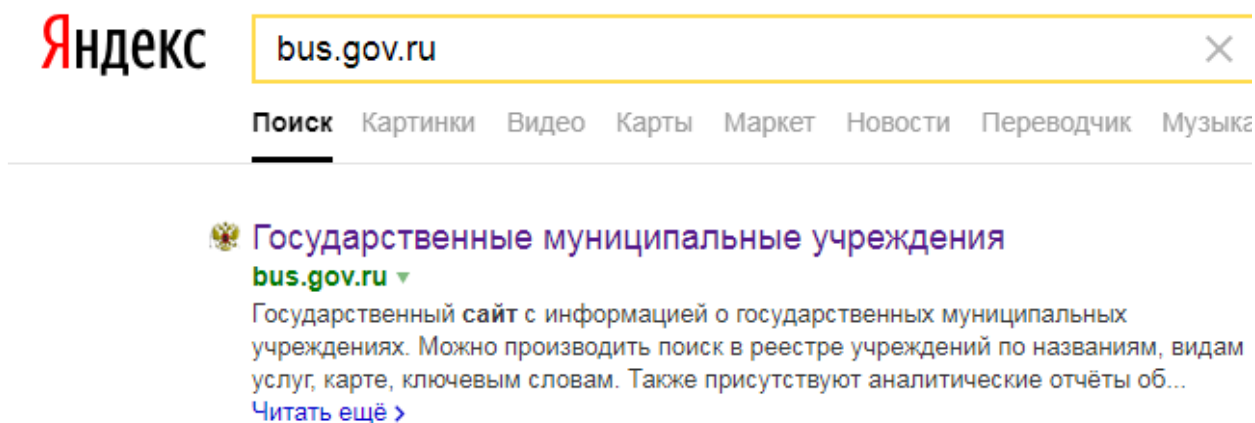 Яндекс
bus.gov.ru
Поиск Картинки Видео Карты Маркет Новости Переводчик Музыка
Государственные муниципальные учреждения
bus.gov.ru
Государственный сайт с информацией о государственных муниципальных
учреждениях. Можно производить поиск в реестре учреждений по названиям, видам
услуг, карте, ключевым словам. Также присутствуют аналитические отчёты об...
Читать ещё >